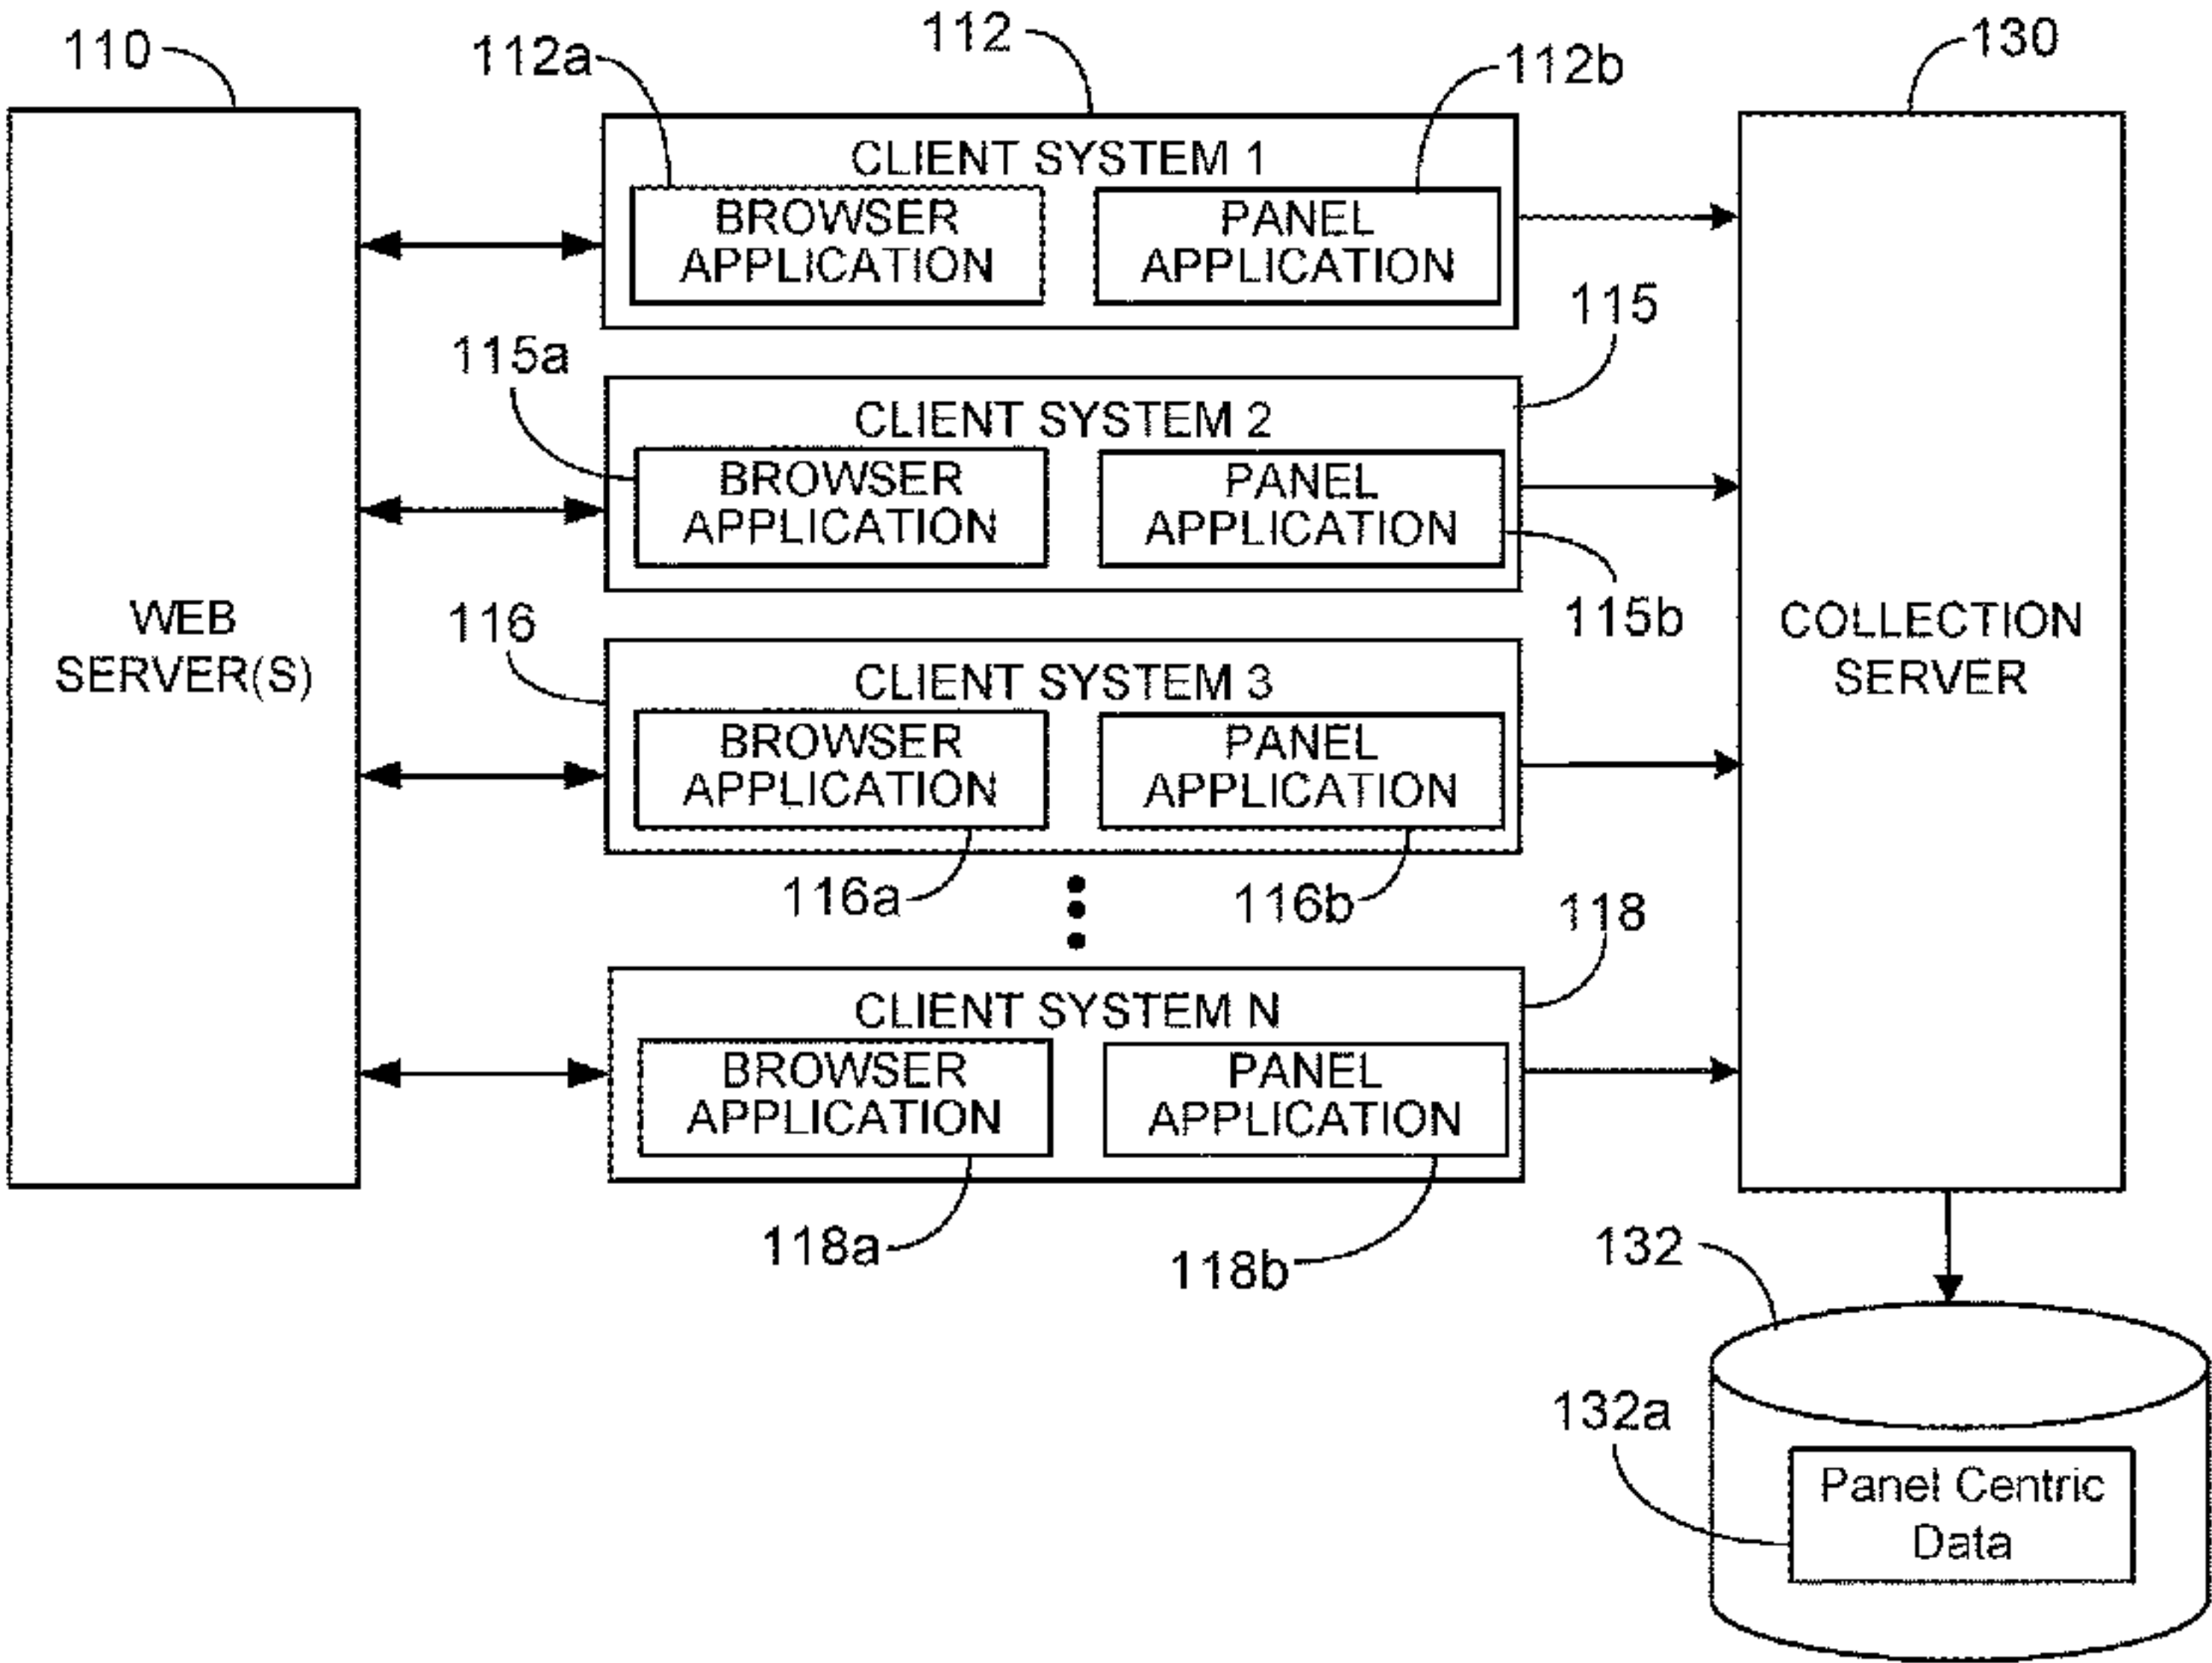 110
112a
112
112b
130
CLIENT SYSTEM 1
BROWSER
APPLICATION
PANEL
APPLICATION
115a
115
CLIENT SYSTEM 2
BROWSER
APPLICATION
PANEL
APPLICATION
115b
WEB
SERVER(S)
COLLECTION
SERVER
116
CLIENT SYSTEM 3
BROWSER
APPLICATION
PANEL
APPLICATION
116a
116b
118
CLIENT SYSTEM N
BROWSER
APPLICATION
PANEL
APPLICATION
118a
118b
132
132a
Panel Centric
Data